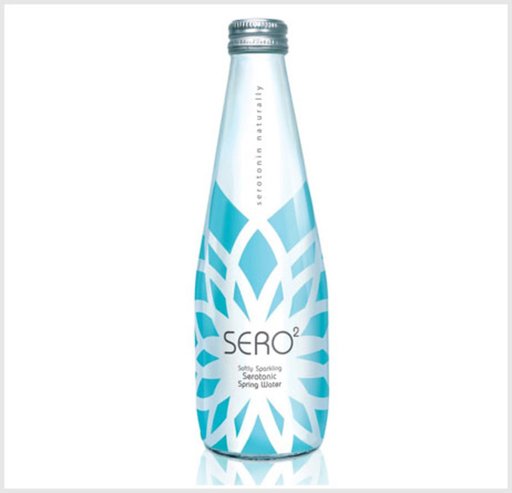 serotonin naturally
SERO²
Softly Sparkling
Serotonic
Spring Water